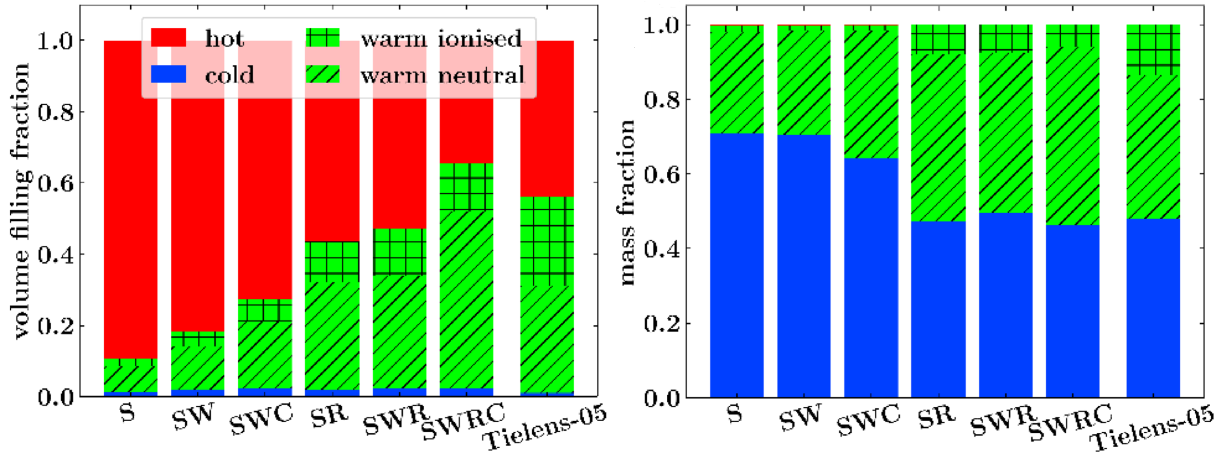 volume filling fraction
1.0
0.8
0.6
0.4
0.2
0.0
hot
cold
warm ionised
warm neutral
S
SW
SWC
SR
SWR
SWRC
Tielens-05
mass fraction
1.0
0.8
0.6
0.4
0.2
0.0
S
SW
SWC
SR
SWR
SWRC
Tielens-05